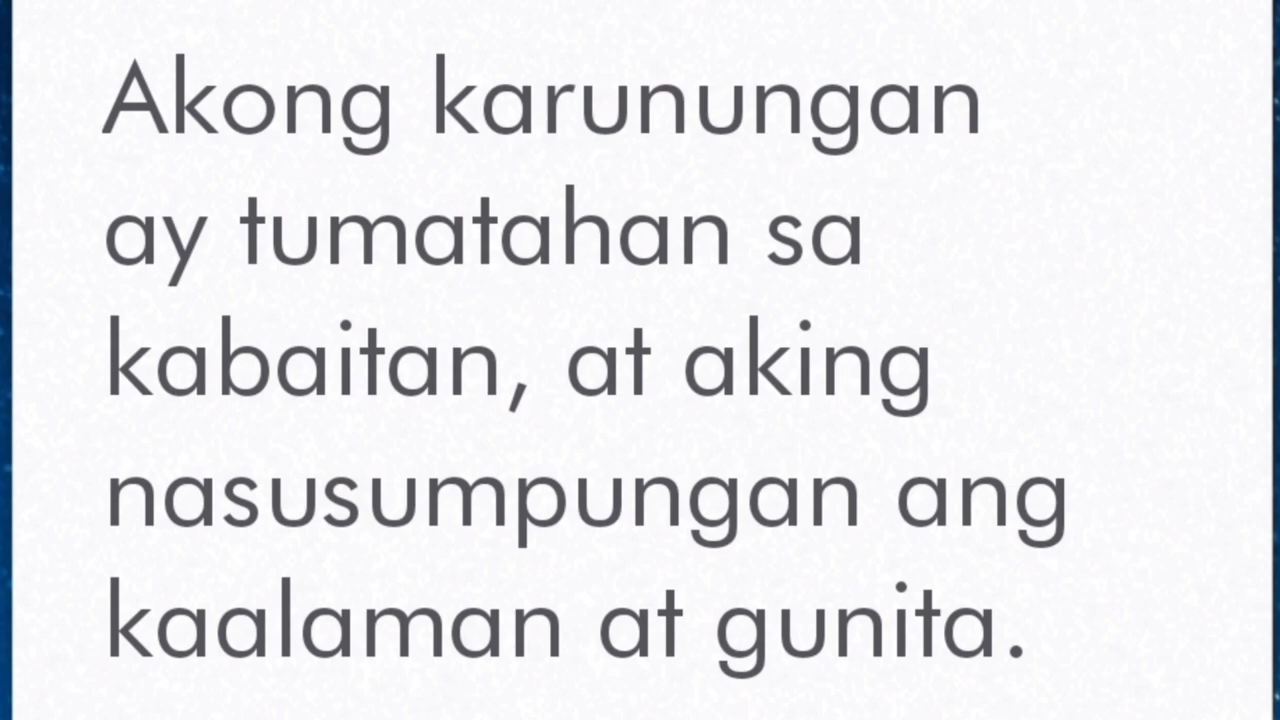 Akong karunungan
ay tumatahan sa
kabaitan, at aking
nasusumpungan ang
kaalaman at gunita.